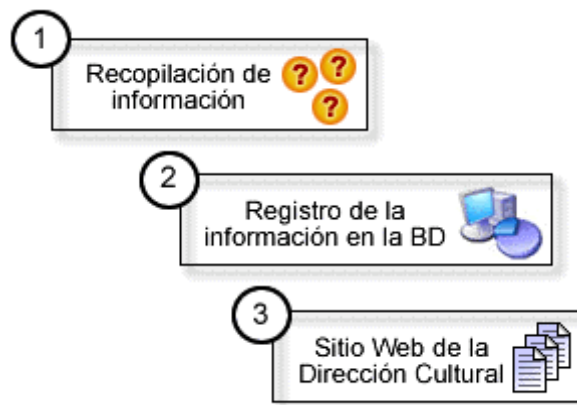 1
Recopilación de
información
? ? ?
2
Registro de la
información en la BD
3
Sitio Web de la
Dirección Cultural